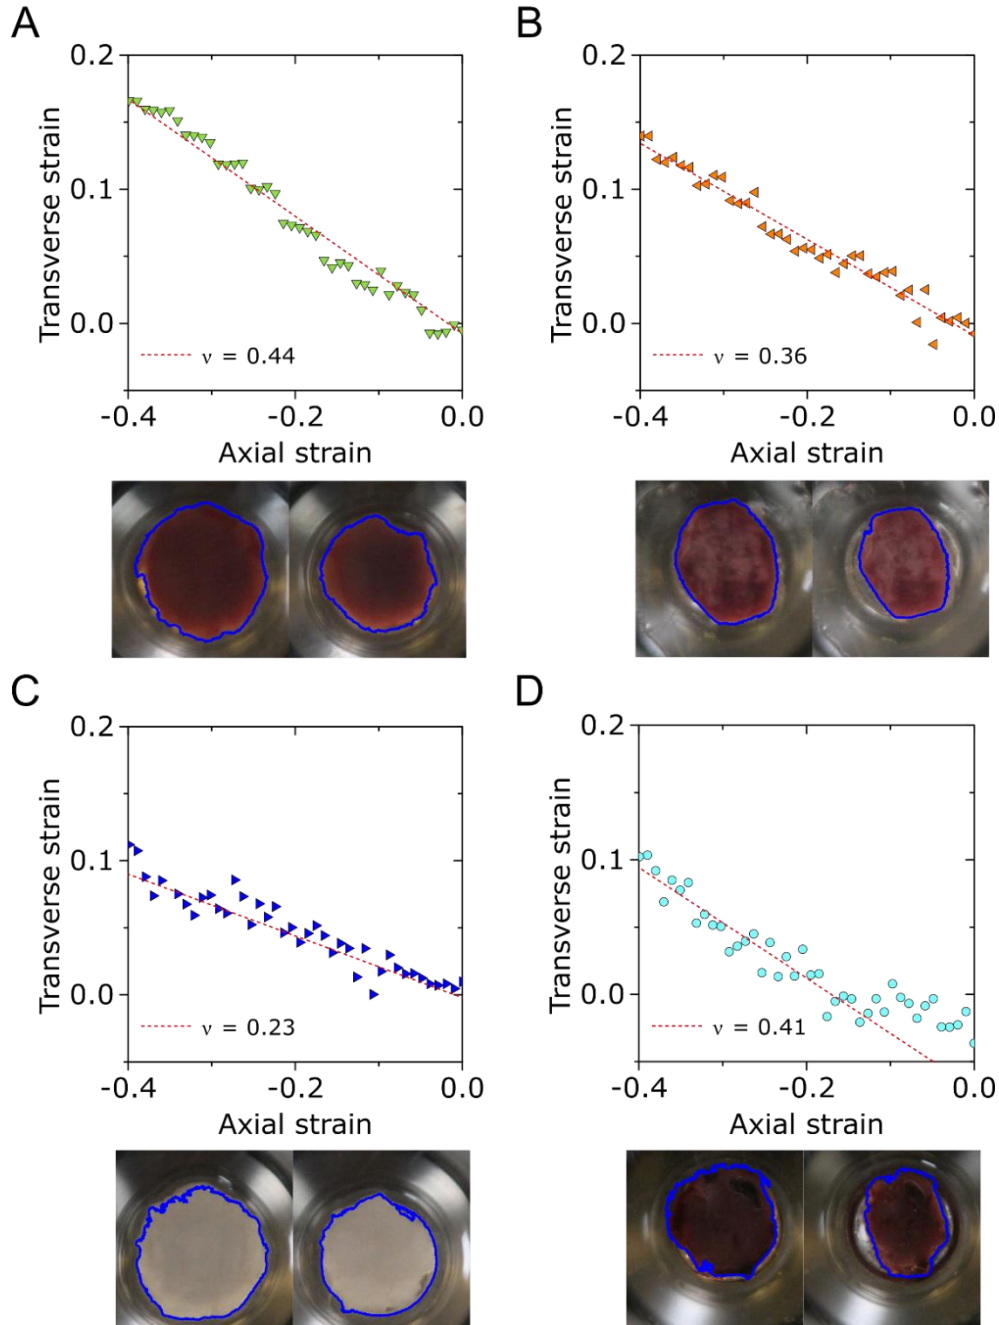 A
B
0.2
0.1
0.0
Transverse strain
ν = 0.44
-0.4
-0.2
0.0
Axial strain
0.2
0.1
0.0
Transverse strain
ν = 0.36
-0.4
-0.2
0.0
Axial strain
C
D
0.2
0.1
0.0
Transverse strain
ν = 0.23
-0.4
-0.2
0.0
Axial strain
0.2
0.1
0.0
Transverse strain
ν = 0.41
-0.4
-0.2
0.0
Axial strain